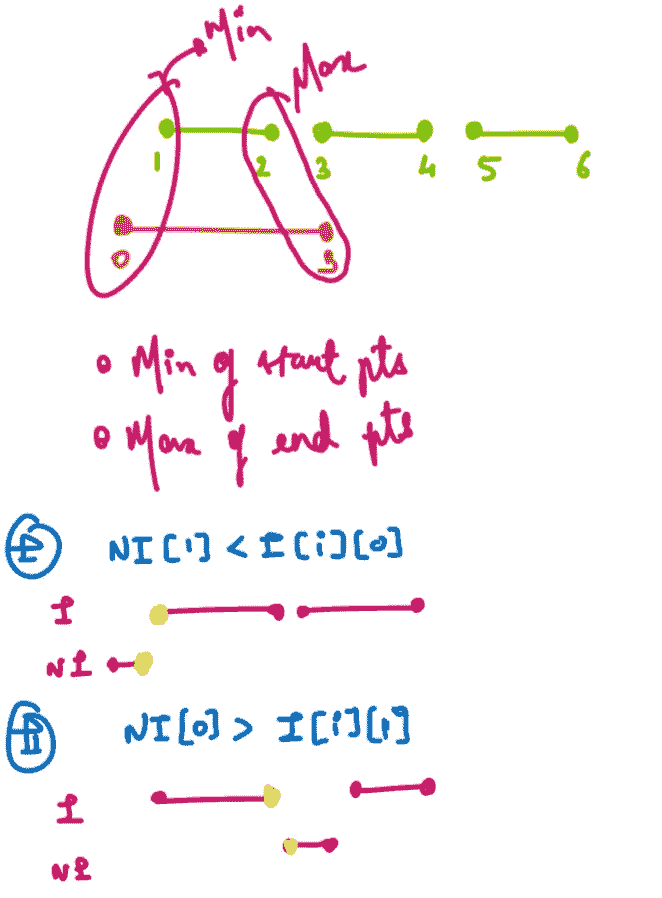 Min
Max
1 2 3 4 5 6
0 3
Min of start pts
Max of end pts
I NI[1] < I[i][0]
I
NI
II NI[0] > I[i][1]
I
NI